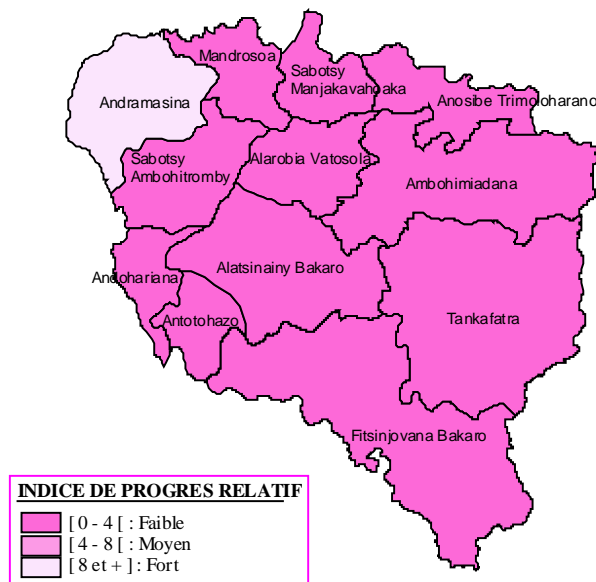 Mandrosoa
Sabotsy
Manjakavahoaka
Andramasina
Anosibe Trimoloharano
Sabotsy
Ambohitromby
Alarobia Vatosola
Ambohimiadana
Andohariana
Alatsinainy Bakaro
Antotohazo
Tankafatra
Fitsinjovana Bakaro
INDICE DE PROGRES RELATIF
[ 0 - 4 [ : Faible
[ 4 - 8 [ : Moyen
[ 8 et + ] : Fort